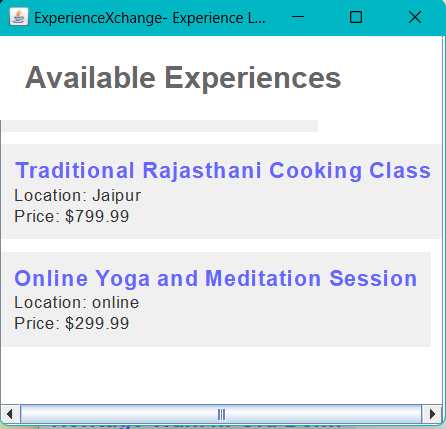 ExperienceXchange- Experience L...
Available Experiences
Traditional Rajasthani Cooking Class
Location: Jaipur
Price: $799.99
Online Yoga and Meditation Session
Location: online
Price: $299.99